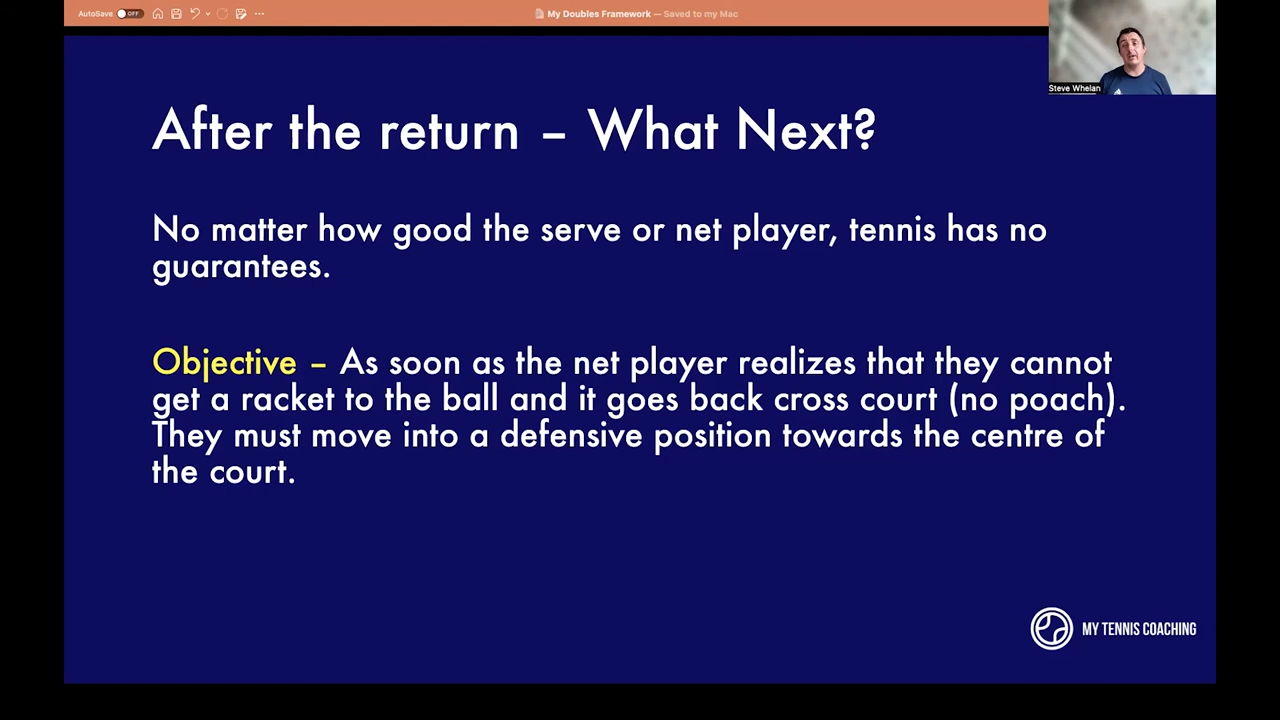 AutoSave OFF
My Doubles Framework — Saved to my Mac
Steve Whelan
After the return – What Next?
No matter how good the serve or net player, tennis has no
guarantees.
Objective – As soon as the net player realizes that they cannot
get a racket to the ball and it goes back cross court (no poach).
They must move into a defensive position towards the centre of
the court.
MY TENNIS COACHING